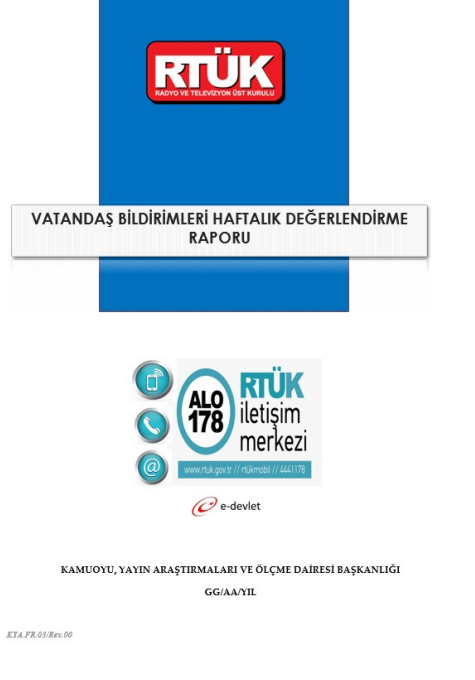 RTÜK
RADYO VE TELEVİZYON ÜST KURULU
VATANDAŞ BİLDİRİMLERİ HAFTALIK DEĞERLENDİRME
RAPORU
ALO
178
RTÜK
iletişim
merkezi
www.rtuk.gov.tr // rtükmobil // 4441178
@
e-devlet
KAMUOYU, YAYIN ARAŞTIRMALARI VE ÖLÇME DAİRESİ BAŞKANLIĞI
GG/AA/YIL
KYA.FR.03/Rev.00